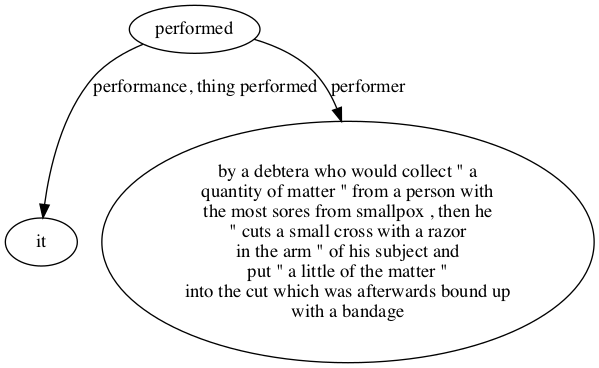 performed
performance, thing performed
performer
by a debtera who would collect " a
quantity of matter " from a person with
the most sores from smallpox , then he
" cuts a small cross with a razor
in the arm " of his subject and
put " a little of the matter "
into the cut which was afterwards bound up
with a bandage
it